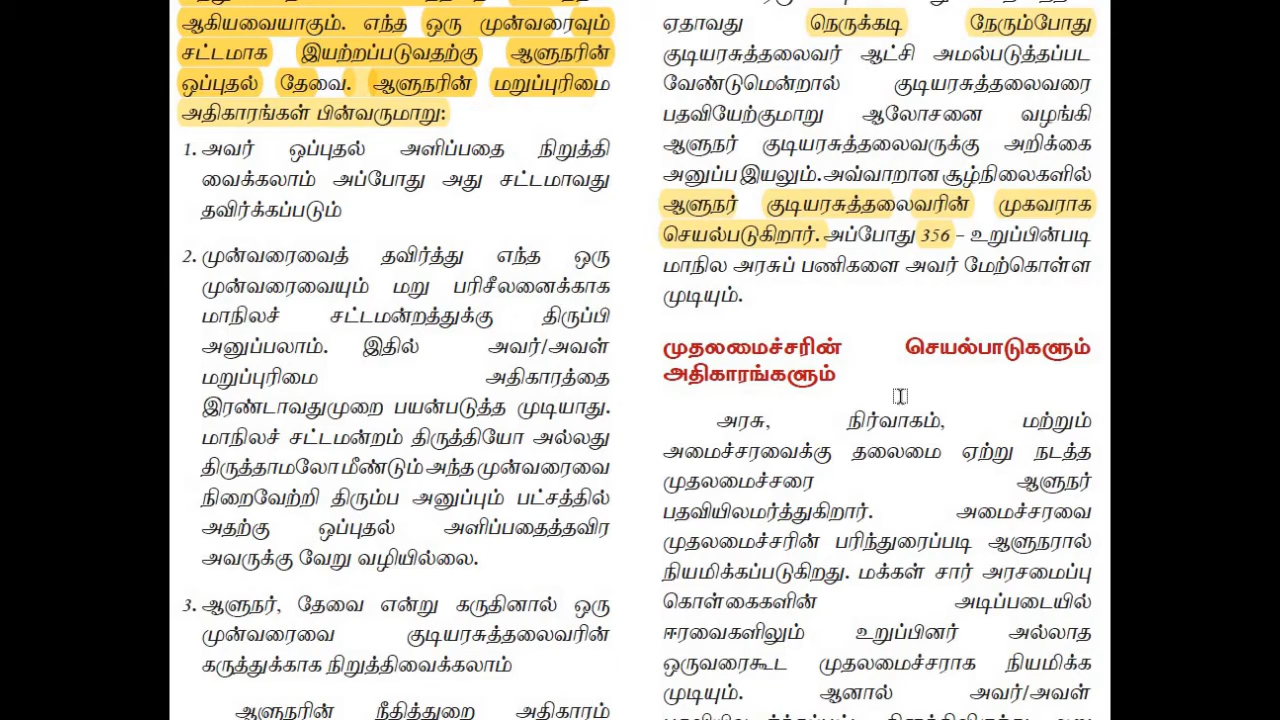 ஆகியவையாகும். எந்த ஒரு முன்வரைவும்
சட்டமாக இயற்றப்படுவதற்கு ஆளுநரின்
ஒப்புதல் தேவை. ஆளுநரின் மறுப்புரிமை
அதிகாரங்கள் பின்வருமாறு:
1. அவர் ஒப்புதல் அளிப்பதை நிறுத்தி
வைக்கலாம் அப்போது அது சட்டமாவது
தவிர்க்கப்படும்
2. முன்வரைவைத் தவிர்த்து எந்த ஒரு
முன்வரைவையும் மறு பரிசீலனைக்காக
மாநிலச் சட்டமன்றத்துக்கு திருப்பி
அனுப்பலாம். இதில் அவர்/அவள்
மறுப்புரிமை அதிகாரத்தை
இரண்டாவதுமுறை பயன்படுத்த முடியாது.
மாநிலச் சட்டமன்றம் திருத்தியோ அல்லது
திருத்தாமலோ மீண்டும் அந்த முன்வரைவை
நிறைவேற்றி திரும்ப அனுப்பும் பட்சத்தில்
அதற்கு ஒப்புதல் அளிப்பதைத்தவிர
அவருக்கு வேறு வழியில்லை.
3. ஆளுநர், தேவை என்று கருதினால் ஒரு
முன்வரைவை குடியரசுத்தலைவரின்
கருத்துக்காக நிறுத்திவைக்கலாம்
ஆளுநரின் நீதித்துறை அதிகாரம்
ஏதாவது நெருக்கடி நேரும்போது
குடியரசுத்தலைவர் ஆட்சி அமல்படுத்தப்பட
வேண்டுமென்றால் குடியரசுத்தலைவரை
பதவியேற்குமாறு ஆலோசனை வழங்கி
ஆளுநர் குடியரசுத்தலைவருக்கு அறிக்கை
அனுப்ப இயலும். அவ்வாறான சூழ்நிலைகளில்
ஆளுநர் குடியரசுத்தலைவரின் முகவராக
செயல்படுகிறார். அப்போது 356 – உறுப்பின்படி
மாநில அரசுப் பணிகளை அவர் மேற்கொள்ள
முடியும்.
முதலமைச்சரின் செயல்பாடுகளும்
அதிகாரங்களும்
அரசு, நிர்வாகம், மற்றும்
அமைச்சரவைக்கு தலைமை ஏற்று நடத்த
முதலமைச்சரை ஆளுநர்
பதவியிலமர்த்துகிறார். அமைச்சரவை
முதலமைச்சரின் பரிந்துரைப்படி ஆளுநரால்
நியமிக்கப்படுகிறது. மக்கள் சார் அரசமைப்பு
கொள்கைகளின் அடிப்படையில்
ஈரவைகளிலும் உறுப்பினர் அல்லாத
ஒருவரைகூட முதலமைச்சராக நியமிக்க
முடியும். ஆனால் அவர்/அவள்